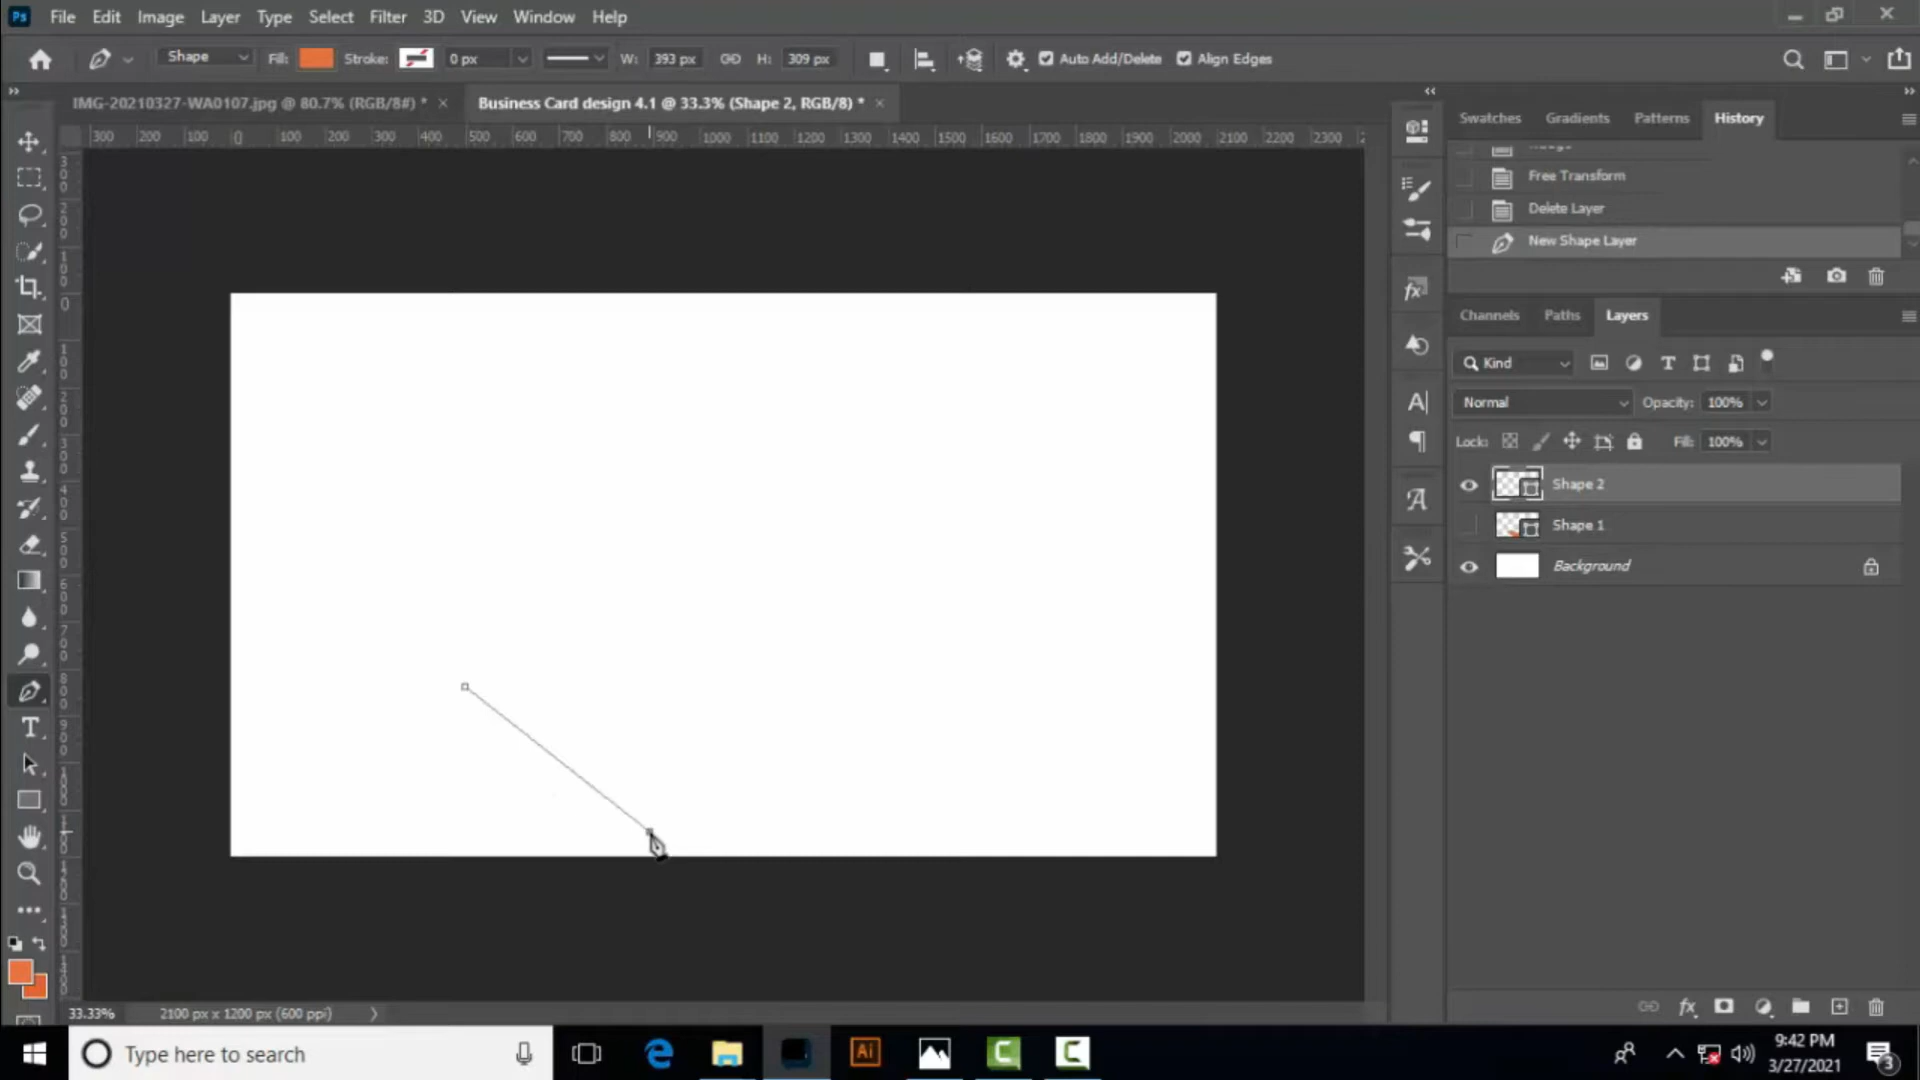 Ps File Edit Image Layer Type Select Filter 3D View Window Help
Shape Fill: Stroke: 0 px W: 393 px H: 309 px Auto Add/Delete Align Edges
IMG-20210327-WA0107.jpg @ 80.7% (RGB/8#) * × Business Card design 4.1 @ 33.3% (Shape 2, RGB/8) * ×
300 200 100 0 100 200 300 400 500 600 700 800 900 1000 1100 1200 1300 1400 1500 1600 1700 1800 1900 2000 2100 2200 2300
Swatches Gradients Patterns History
Free Transform
Delete Layer
New Shape Layer
Channels Paths Layers
Kind
Normal Opacity: 100%
Lock: Fill: 100%
Shape 2
Shape 1
Background
33.33% 2100 px x 1200 px (600 ppi)
Type here to search
Ai
9:42 PM
3/27/2021
3